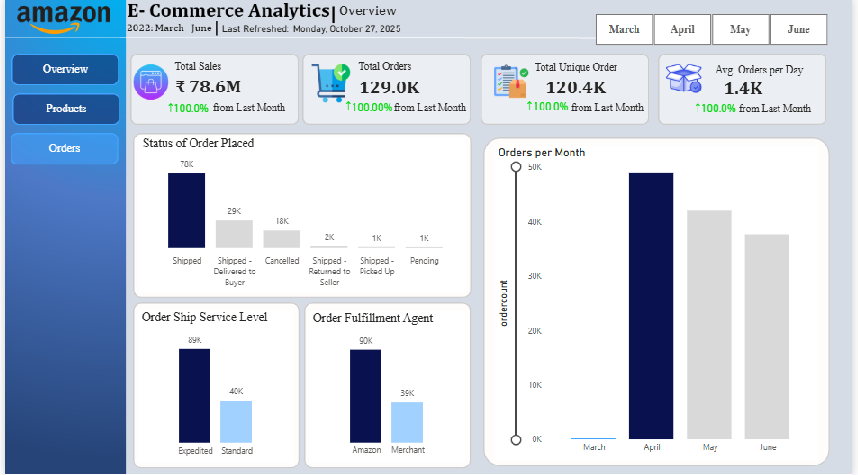 amazon
E- Commerce Analytics| Overview
2022: March - June | Last Refreshed: Monday, October 27, 2025
March
April
May
June
Overview
Products
Orders
Total Sales
₹ 78.6M
↑100.0% from Last Month
Total Orders
129.0K
↑100.00% from Last Month
Total Unique Order
120.4K
↑100.0% from Last Month
Avg. Orders per Day
1.4K
↑100.0% from Last Month
Status of Order Placed
78K
29K
18K
2K
1K
1K
Shipped
Shipped - Delivered to Buyer
Cancelled
Shipped - Returned to Seller
Shipped - Picked Up
Pending
Order Ship Service Level
89K
40K
Expedited
Standard
Order Fulfillment Agent
90K
39K
Amazon
Merchant
Orders per Month
ordercount
50K
40K
30K
20K
10K
0K
March
April
May
June